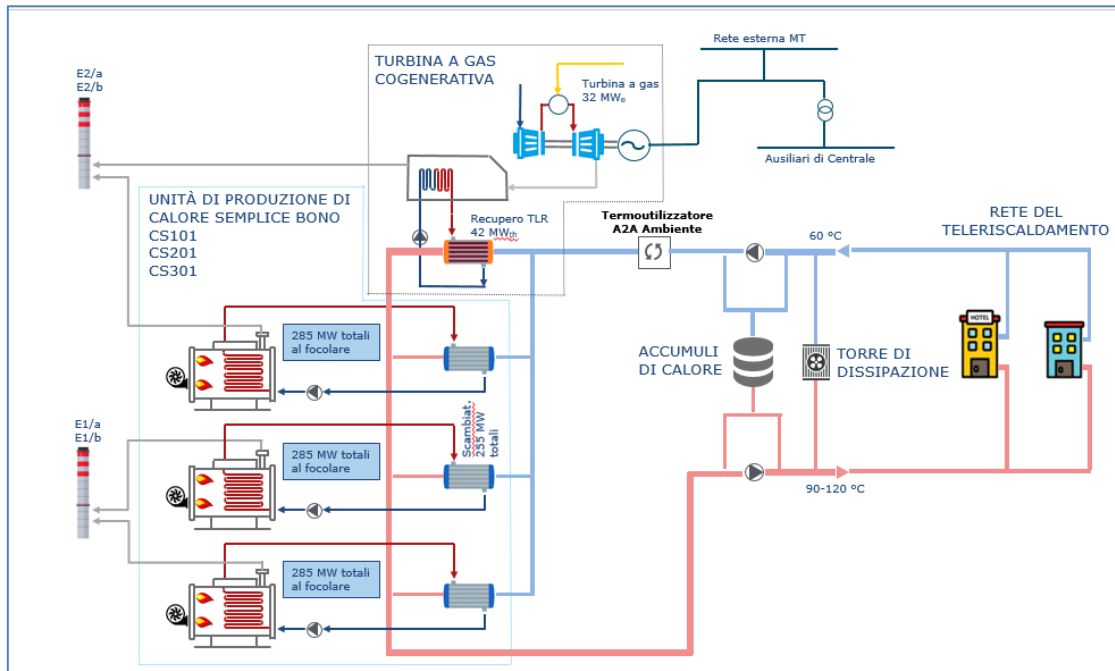 E2/a
E2/b
TURBINA A GAS
COGENERATIVA
Turbina a gas
32 MWe
Rete esterna MT
Ausiliari di Centrale
UNITÀ DI PRODUZIONE DI
CALORE SEMPLICE BONO
CS101
CS201
CS301
Recupero TLR
42 MWth
Termoutilizzatore
A2A Ambiente
60 °C
RETE DEL
TELERISCALDAMENTO
HOTEL
285 MW totali
al focolare
ACCUMULI
DI CALORE
TORRE DI
DISSIPAZIONE
E1/a
E1/b
285 MW totali
al focolare
Scambiat.
255 MW
totali
90-120 °C
285 MW totali
al focolare